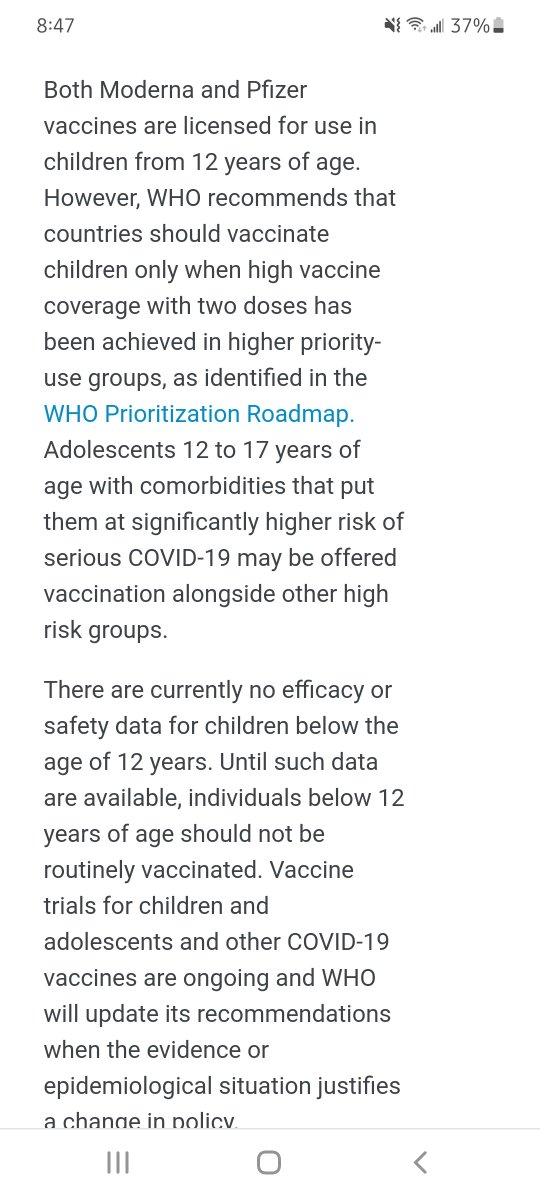 8:47
37%
Both Moderna and Pfizer
vaccines are licensed for use in
children from 12 years of age.
However, WHO recommends that
countries should vaccinate
children only when high vaccine
coverage with two doses has
been achieved in higher priority-
use groups, as identified in the
WHO Prioritization Roadmap.
Adolescents 12 to 17 years of
age with comorbidities that put
them at significantly higher risk of
serious COVID-19 may be offered
vaccination alongside other high
risk groups.
There are currently no efficacy or
safety data for children below the
age of 12 years. Until such data
are available, individuals below 12
years of age should not be
routinely vaccinated. Vaccine
trials for children and
adolescents and other COVID-19
vaccines are ongoing and WHO
will update its recommendations
when the evidence or
epidemiological situation justifies
a change in policy.